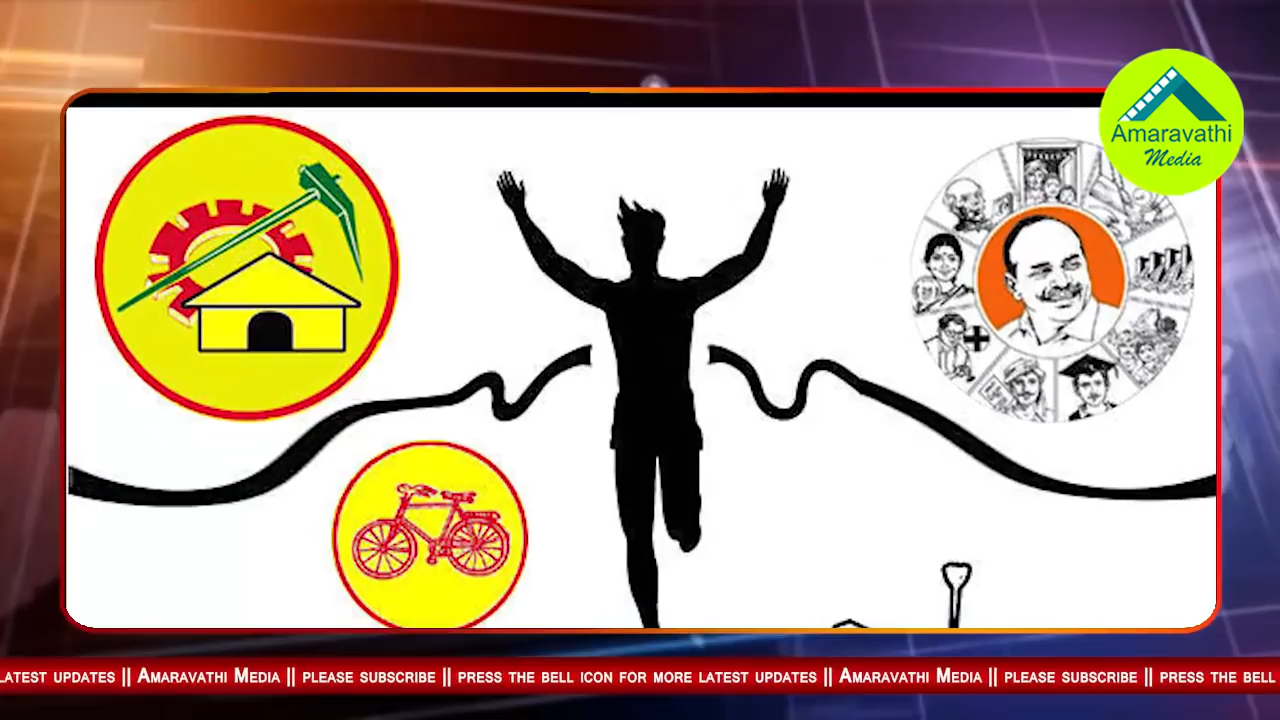 Amaravathi
Media
LATEST UPDATES || AMARAVATHI MEDIA || PLEASE SUBSCRIBE || PRESS THE BELL ICON FOR MORE LATEST UPDATES || AMARAVATHI MEDIA || PLEASE SUBSCRIBE || PRESS THE BELL